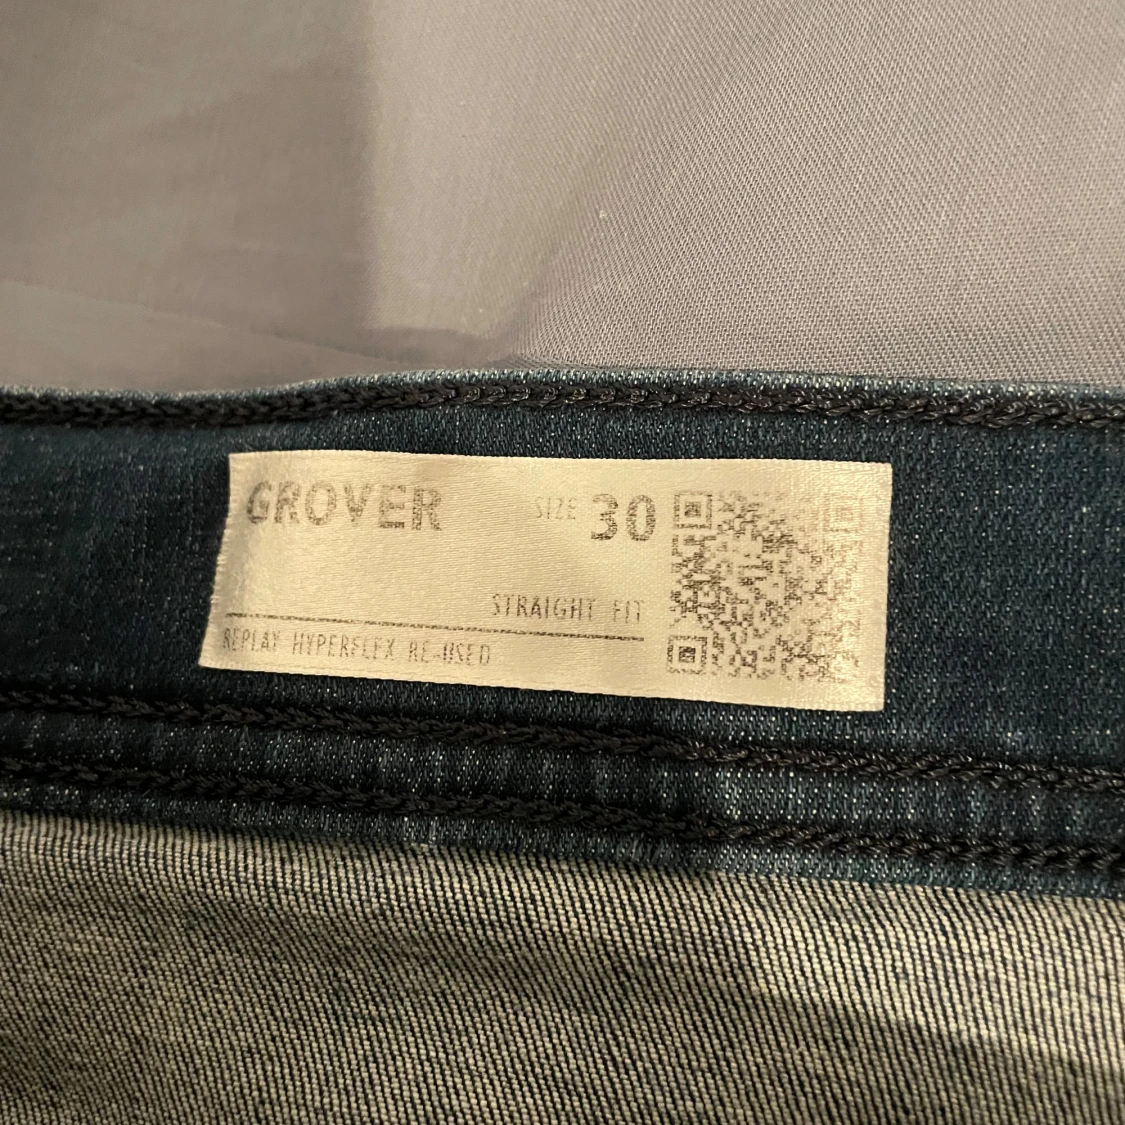 GROVER
SIZE 30
STRAIGHT FIT
REPLAY HYPERFLEX RE-USED